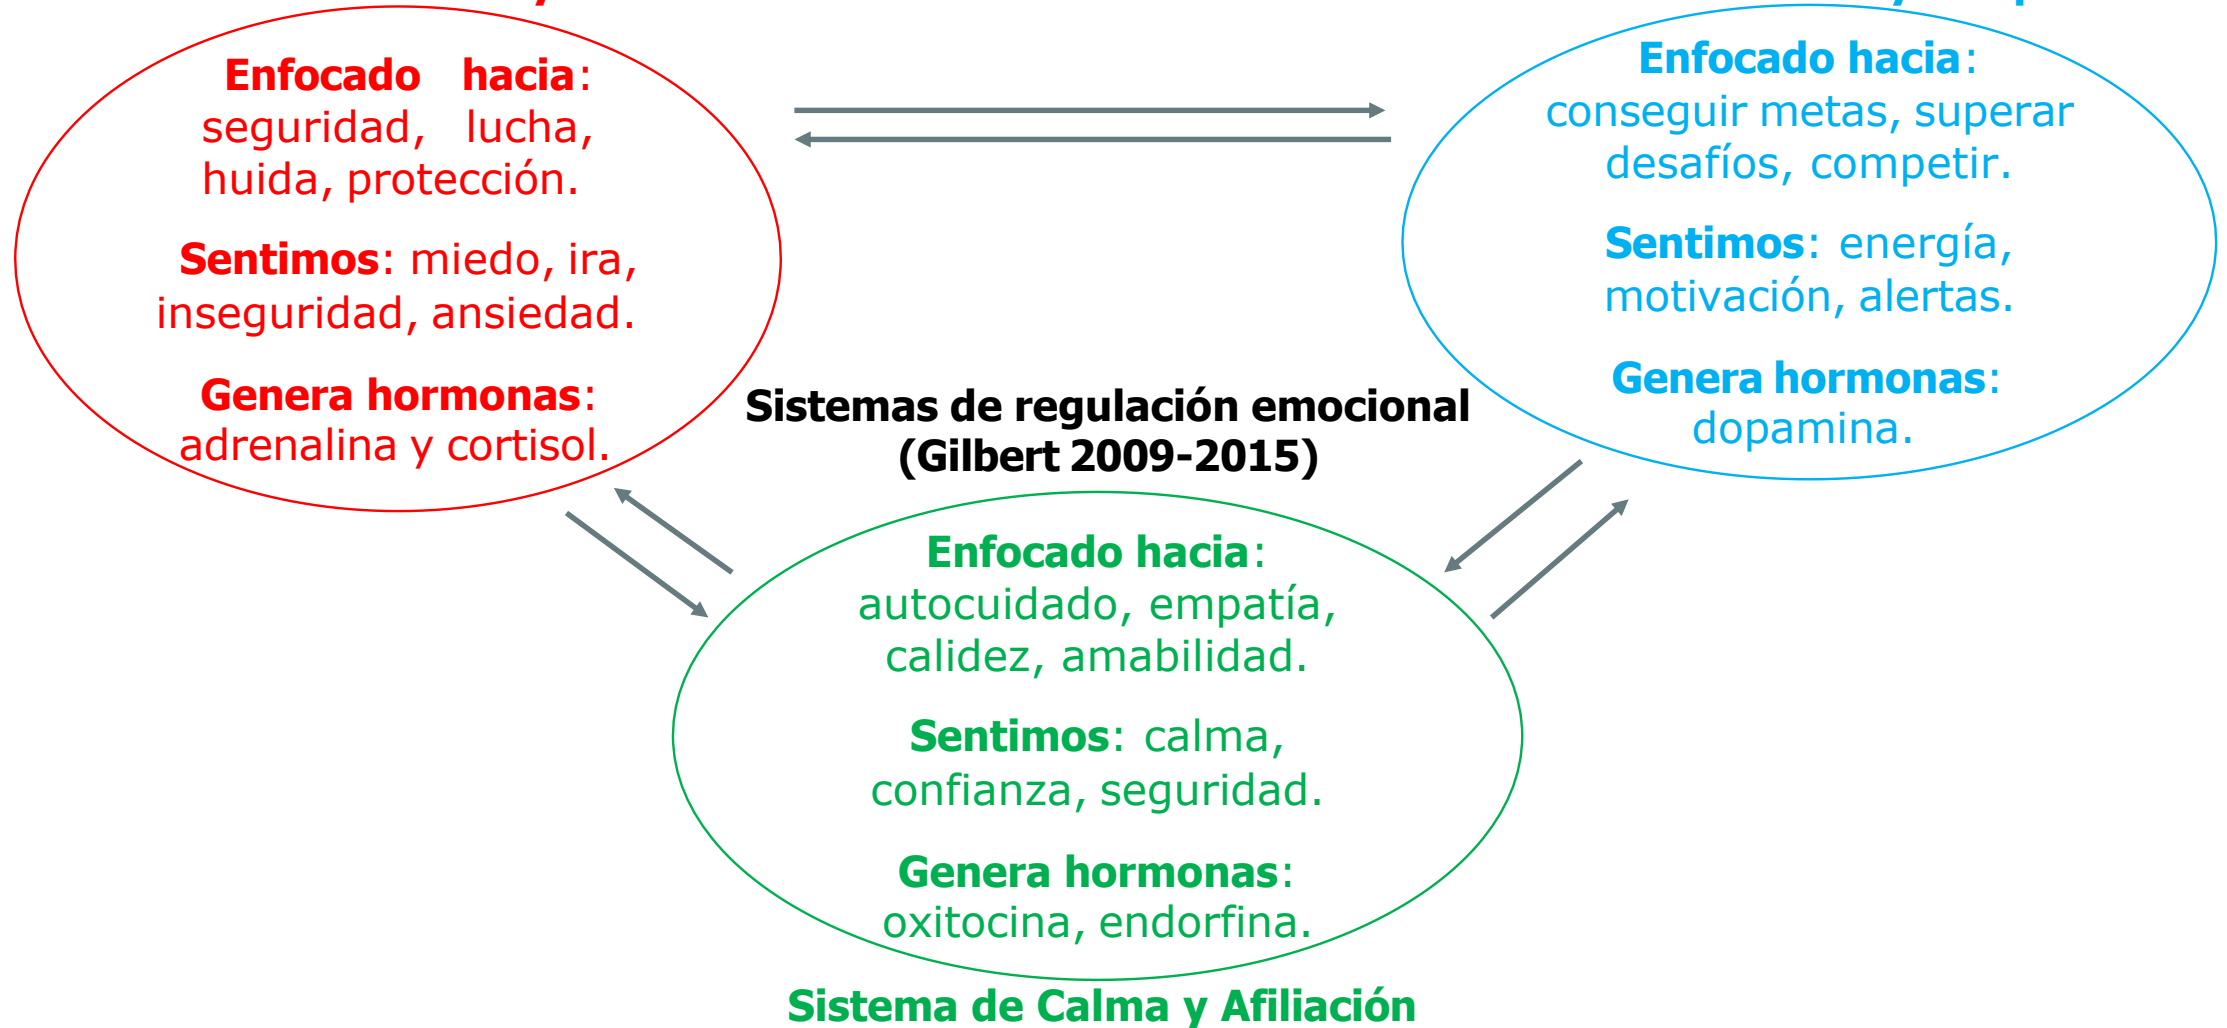 Enfocado hacia:
seguridad, lucha,
huida, protección.
Sentimos: miedo, ira,
inseguridad, ansiedad.
Genera hormonas:
adrenalina y cortisol.
Enfocado hacia:
conseguir metas, superar
desafíos, competir.
Sentimos: energía,
motivación, alertas.
Genera hormonas:
dopamina.
Sistemas de regulación emocional
(Gilbert 2009-2015)
Enfocado hacia:
autocuidado, empatía,
calidez, amabilidad.
Sentimos: calma,
confianza, seguridad.
Genera hormonas:
oxitocina, endorfina.
Sistema de Calma y Afiliación